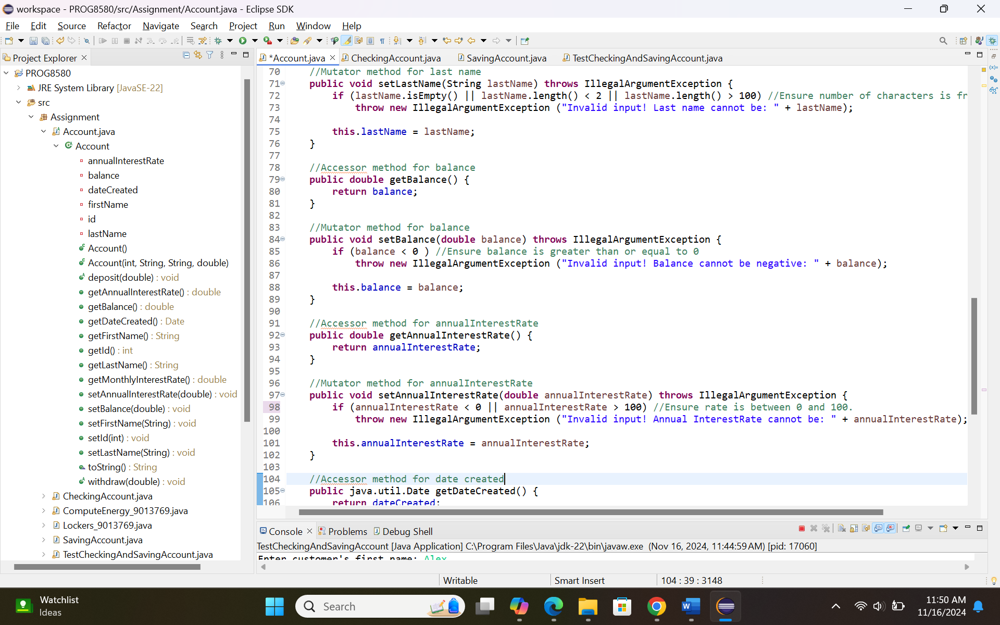 workspace - PROG8580/src/Assignment/Account.java - Eclipse SDK
File Edit Source Refactor Navigate Search Project Run Window Help
Project Explorer
PROG8580
JRE System Library [JavaSE-22]
src
Assignment
Account.java
Account
annualInterestRate
balance
dateCreated
firstName
id
lastName
Account()
Account(int, String, String, double)
deposit(double) : void
getAnnualInterestRate() : double
getBalance() : double
getDateCreated() : Date
getFirstName() : String
getId() : int
getLastName() : String
getMonthlyInterestRate() : double
setAnnualInterestRate(double) : void
setBalance(double) : void
setFirstName(String) : void
setId(int) : void
setLastName(String) : void
toString() : String
withdraw(double) : void
CheckingAccount.java
ComputeEnergy_9013769.java
Lockers_9013769.java
SavingAccount.java
TestCheckingAndSavingAccount.java
*Account.java CheckingAccount.java SavingAccount.java TestCheckingAndSavingAccount.java
70 //Mutator method for last name
71 public void setLastName(String lastName) throws IllegalArgumentException {
72 if (lastName.isEmpty() || lastName.length() < 2 || lastName.length() > 100) //Ensure number of characters is fr
73 throw new IllegalArgumentException ("Invalid input! Last name cannot be: " + lastName);
74
75 this.lastName = lastName;
76 }
77
78 //Accessor method for balance
79 public double getBalance() {
80 return balance;
81 }
82
83 //Mutator method for balance
84 public void setBalance(double balance) throws IllegalArgumentException {
85 if (balance < 0 ) //Ensure balance is greater than or equal to 0
86 throw new IllegalArgumentException ("Invalid input! Balance cannot be negative: " + balance);
87
88 this.balance = balance;
89 }
90
91 //Accessor method for annualInterestRate
92 public double getAnnualInterestRate() {
93 return annualInterestRate;
94 }
95
96 //Mutator method for annualInterestRate
97 public void setAnnualInterestRate(double annualInterestRate) throws IllegalArgumentException {
98 if (annualInterestRate < 0 || annualInterestRate > 100) //Ensure rate is between 0 and 100.
99 throw new IllegalArgumentException ("Invalid input! Annual InterestRate cannot be: " + annualInterestRate);
100
101 this.annualInterestRate = annualInterestRate;
102 }
103
104 //Accessor method for date created
105 public java.util.Date getDateCreated() {
106 return dateCreated;
Console Problems Debug Shell
TestCheckingAndSavingAccount [Java Application] C:\Program Files\Java\jdk-22\bin\javaw.exe (Nov 16, 2024, 11:44:59 AM) [pid: 17060]
Enter customer's first name: Alex
Writable Smart Insert 104 : 39 : 3148
Watchlist
Ideas
Search
11:50 AM
11/16/2024